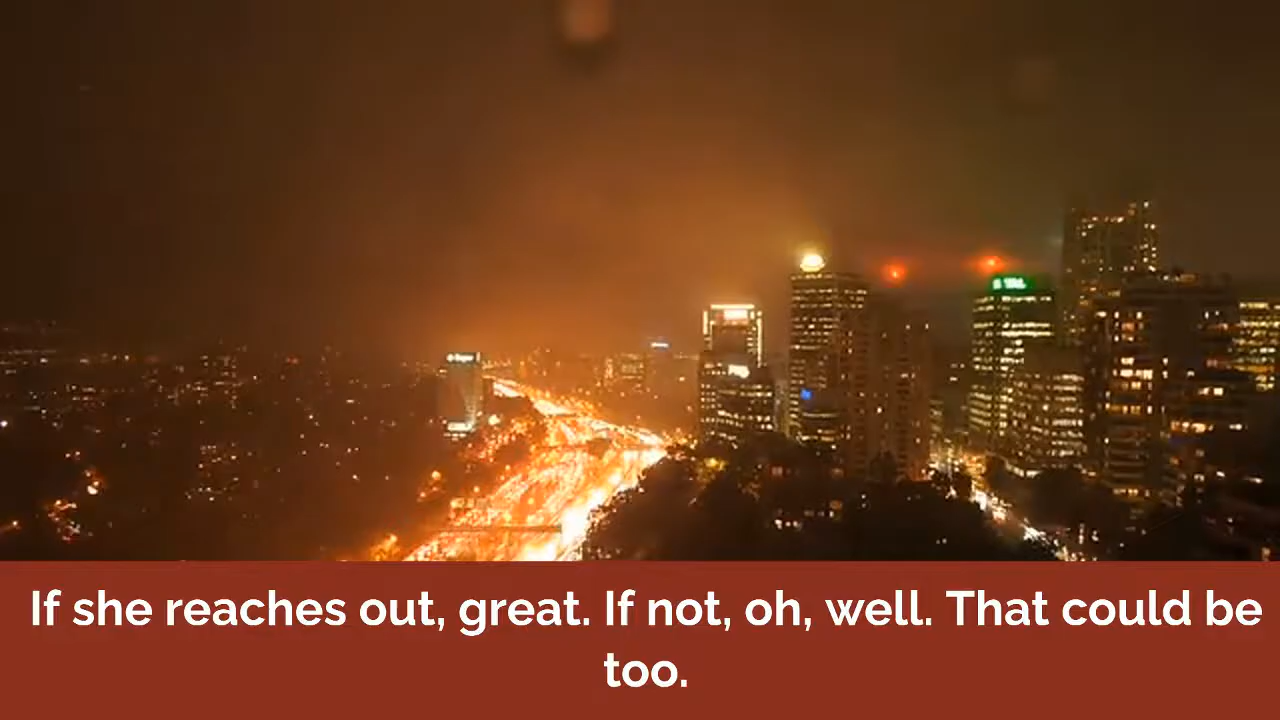 If she reaches out, great. If not, oh, well. That could be
too.